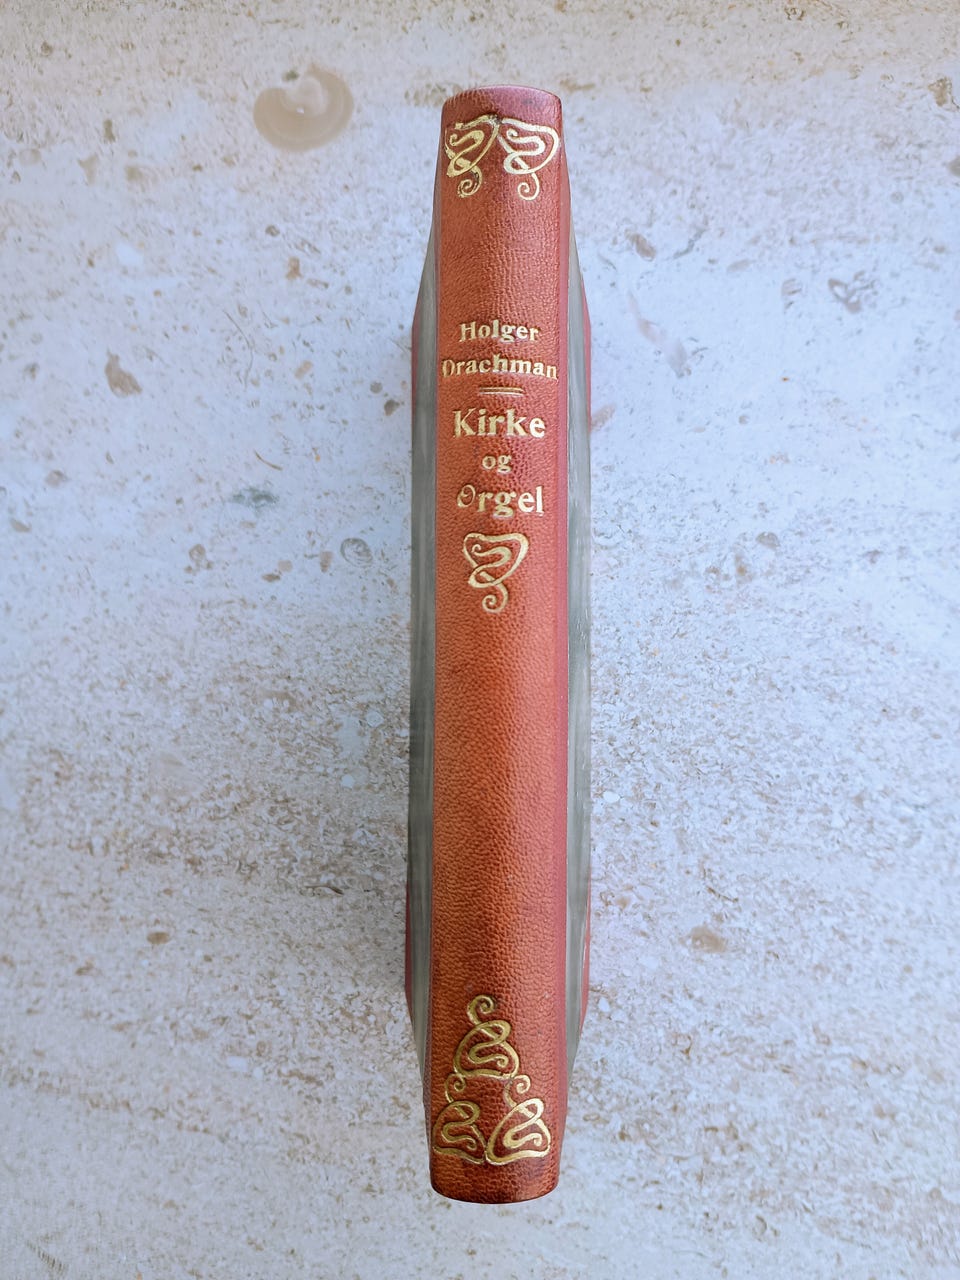 Holger
Drachman
Kirke
og
Orgel